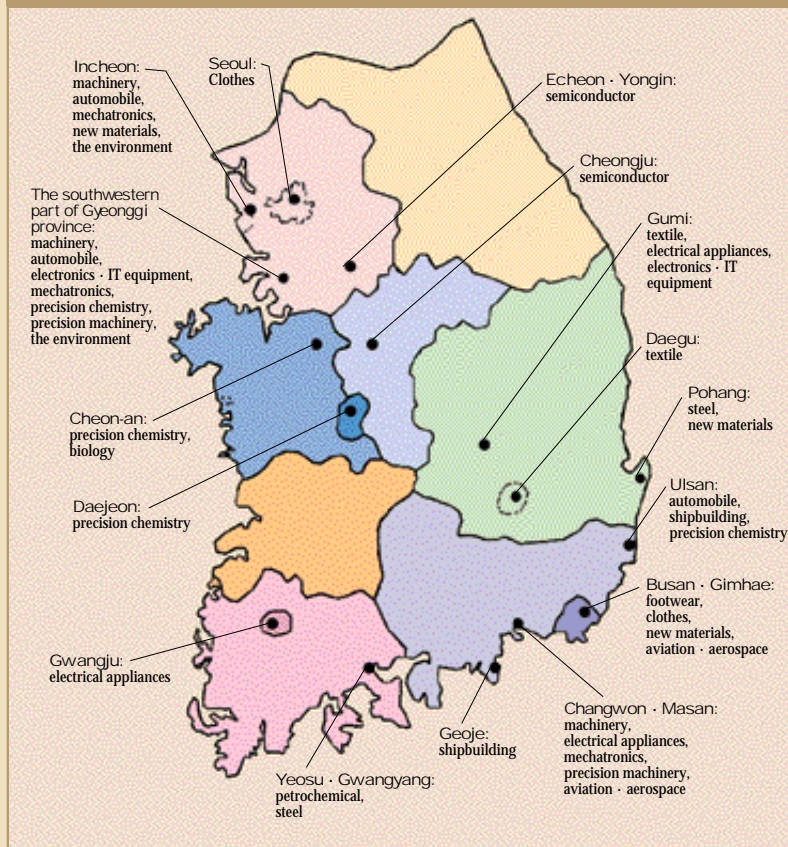 Incheon:
machinery,
automobile,
mechatronics,
new materials,
the environment
Seoul:
Clothes
Echeon · Yongin:
semiconductor
Cheongju:
semiconductor
The southwestern
part of Gyeonggi
province:
machinery,
automobile,
electronics · IT equipment,
mechatronics,
precision chemistry,
precision machinery,
the environment
Gumi:
textile,
electrical appliances,
electronics · IT
equipment
Daegu:
textile
Pohang:
steel,
new materials
Cheon-an:
precision chemistry,
biology
Daejeon:
precision chemistry
Ulsan:
automobile,
shipbuilding,
precision chemistry
Busan · Gimhae:
footwear,
clothes,
new materials,
aviation · aerospace
Gwangju:
electrical appliances
Changwon · Masan:
machinery,
electrical appliances,
mechatronics,
precision machinery,
aviation · aerospace
Geoje:
shipbuilding
Yeosu · Gwangyang:
petrochemical,
steel